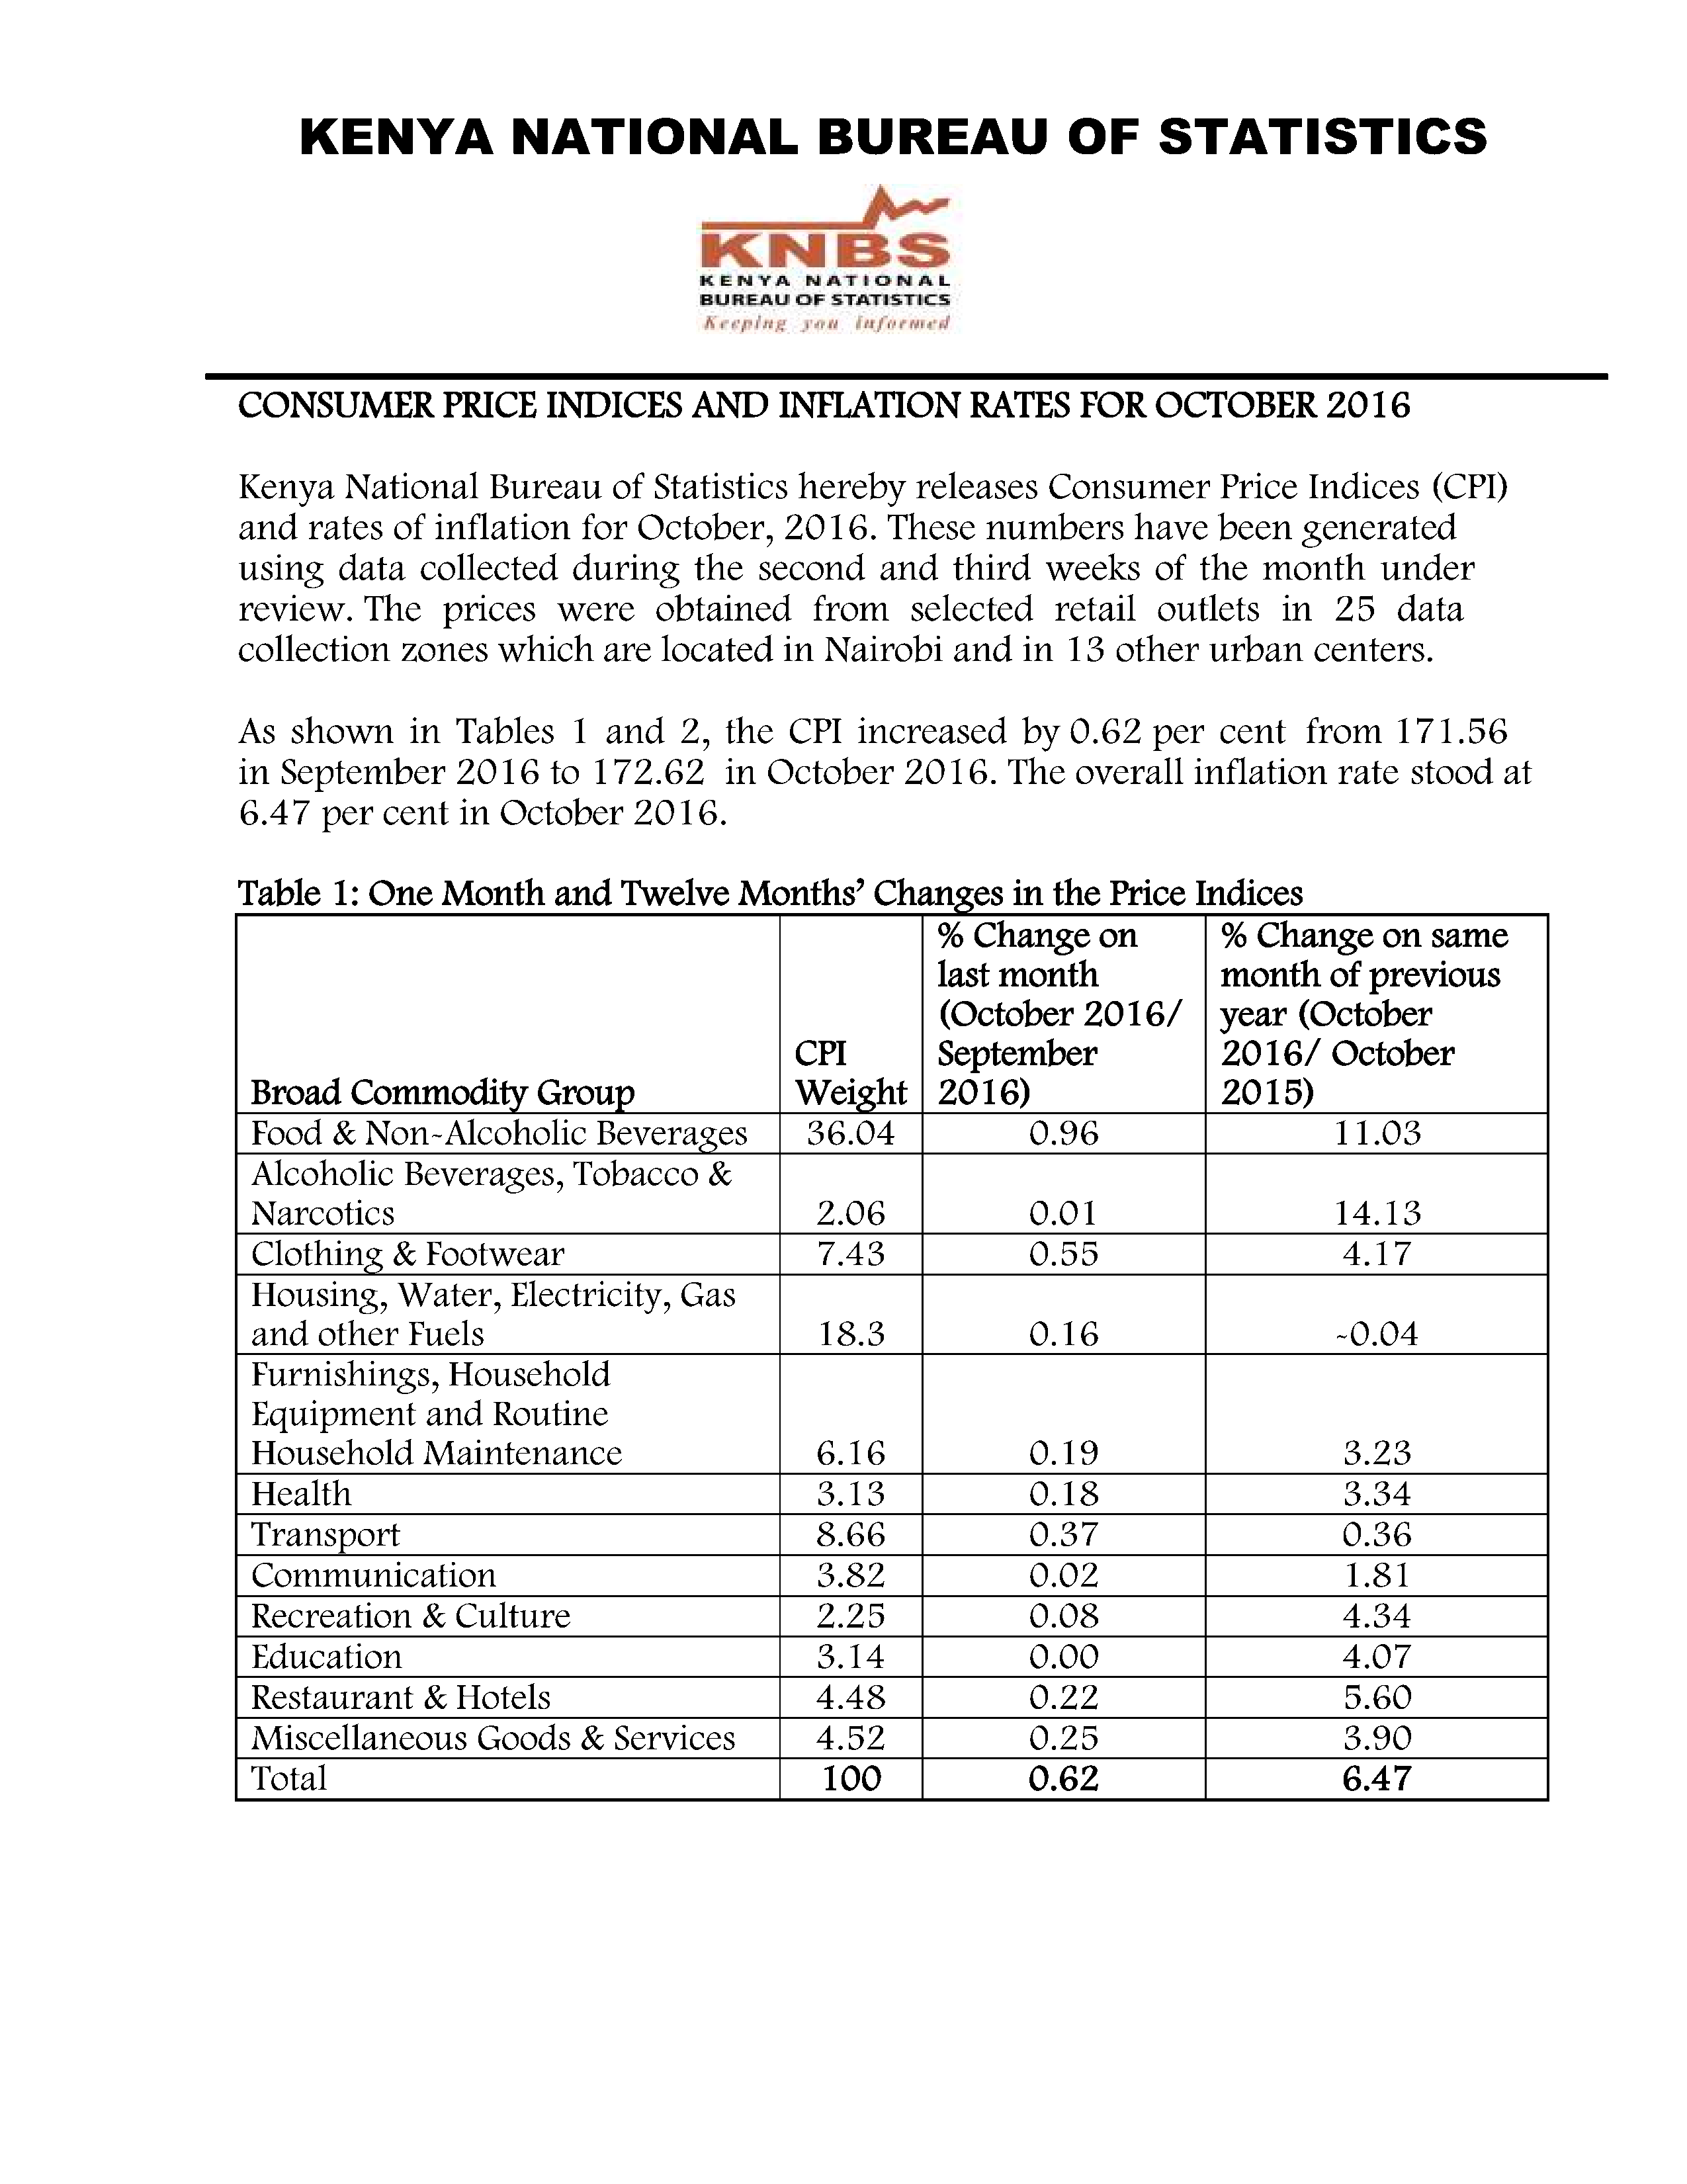 KENYA NATIONAL BUREAU OF STATISTICS
KNBS
KENYA NATIONAL
BUREAU OF STATISTICS
Keeping you informed
CONSUMER PRICE INDICES AND INFLATION RATES FOR OCTOBER 2016
Kenya National Bureau of Statistics hereby releases Consumer Price Indices (CPI)
and rates of inflation for October, 2016. These numbers have been generated
using data collected during the second and third weeks of the month under
review. The prices were obtained from selected retail outlets in 25 data
collection zones which are located in Nairobi and in 13 other urban centers.
As shown in Tables 1 and 2, the CPI increased by 0.62 per cent from 171.56
in September 2016 to 172.62 in October 2016. The overall inflation rate stood at
6.47 per cent in October 2016.
Table 1: One Month and Twelve Months’ Changes in the Price Indices
Broad Commodity Group
CPI
Weight
% Change on
last month
(October 2016/
September
2016)
% Change on same
month of previous
year (October
2016/ October
2015)
Food & Non-Alcoholic Beverages 36.04 0.96 11.03
Alcoholic Beverages, Tobacco &
Narcotics 2.06 0.01 14.13
Clothing & Footwear 7.43 0.55 4.17
Housing, Water, Electricity, Gas
and other Fuels 18.3 0.16 -0.04
Furnishings, Household
Equipment and Routine
Household Maintenance 6.16 0.19 3.23
Health 3.13 0.18 3.34
Transport 8.66 0.37 0.36
Communication 3.82 0.02 1.81
Recreation & Culture 2.25 0.08 4.34
Education 3.14 0.00 4.07
Restaurant & Hotels 4.48 0.22 5.60
Miscellaneous Goods & Services 4.52 0.25 3.90
Total 100 0.62 6.47